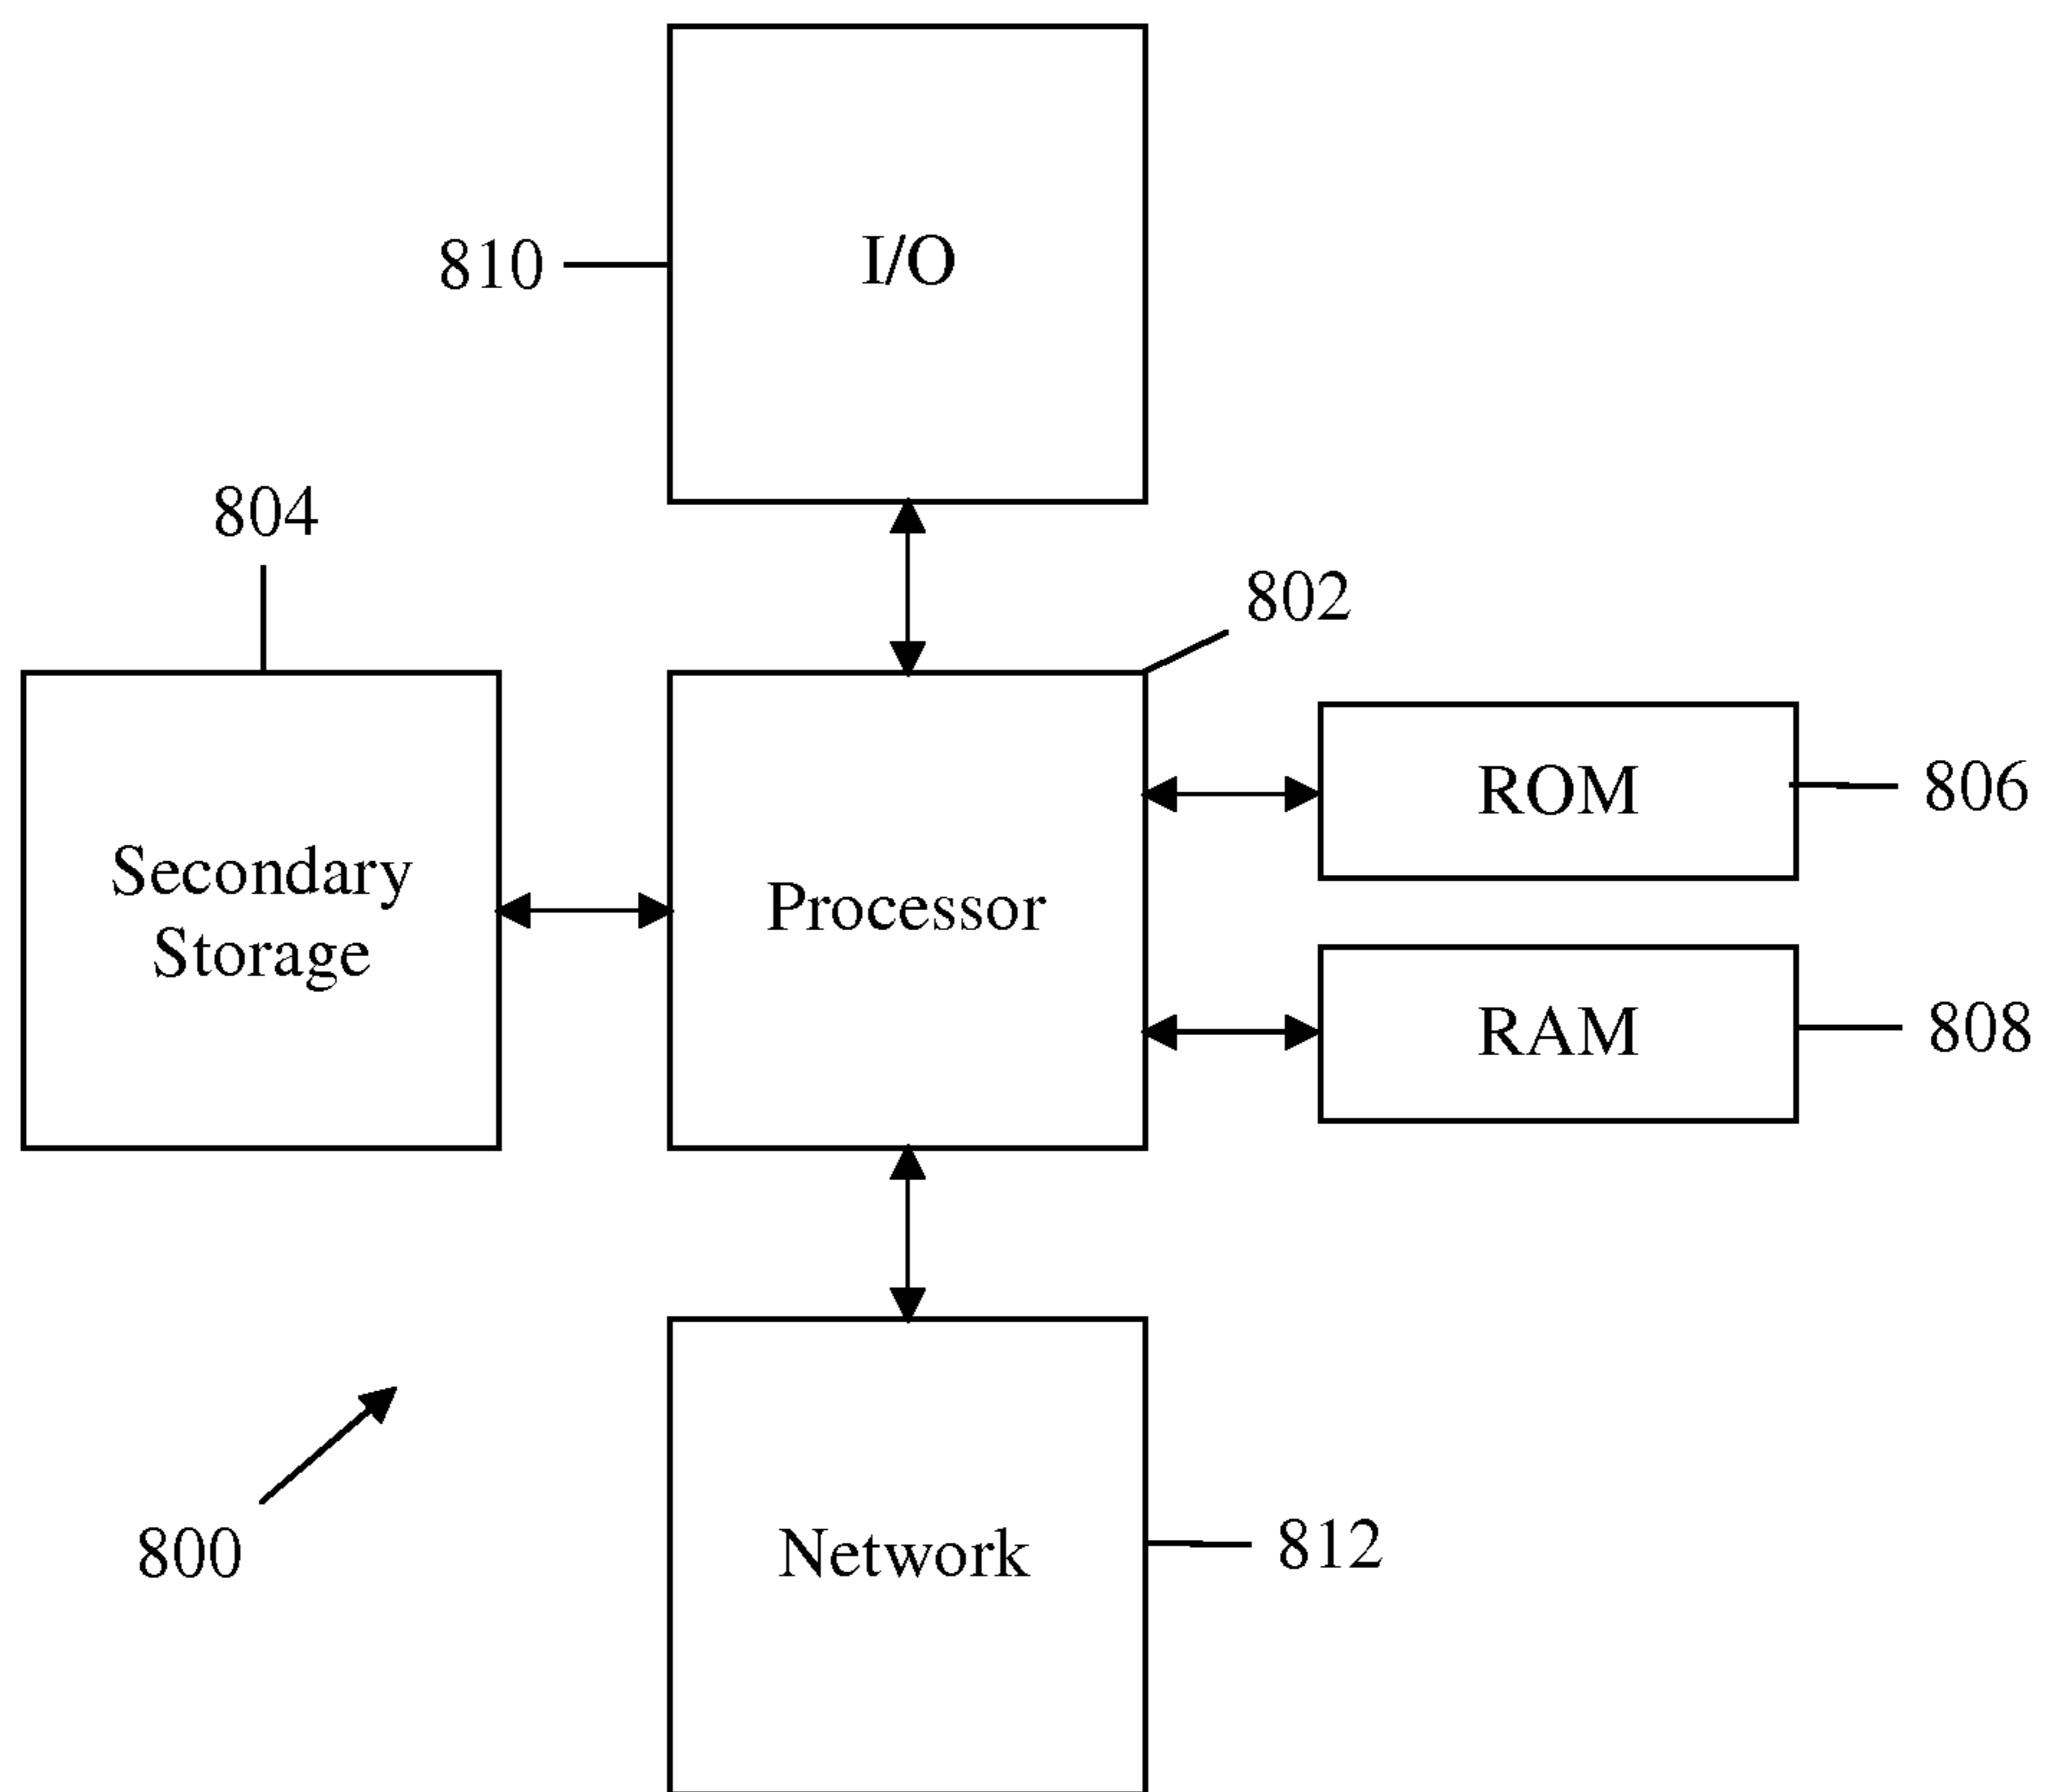 810
I/O
804
802
Secondary
Storage
Processor
ROM
806
RAM
808
800
Network
812